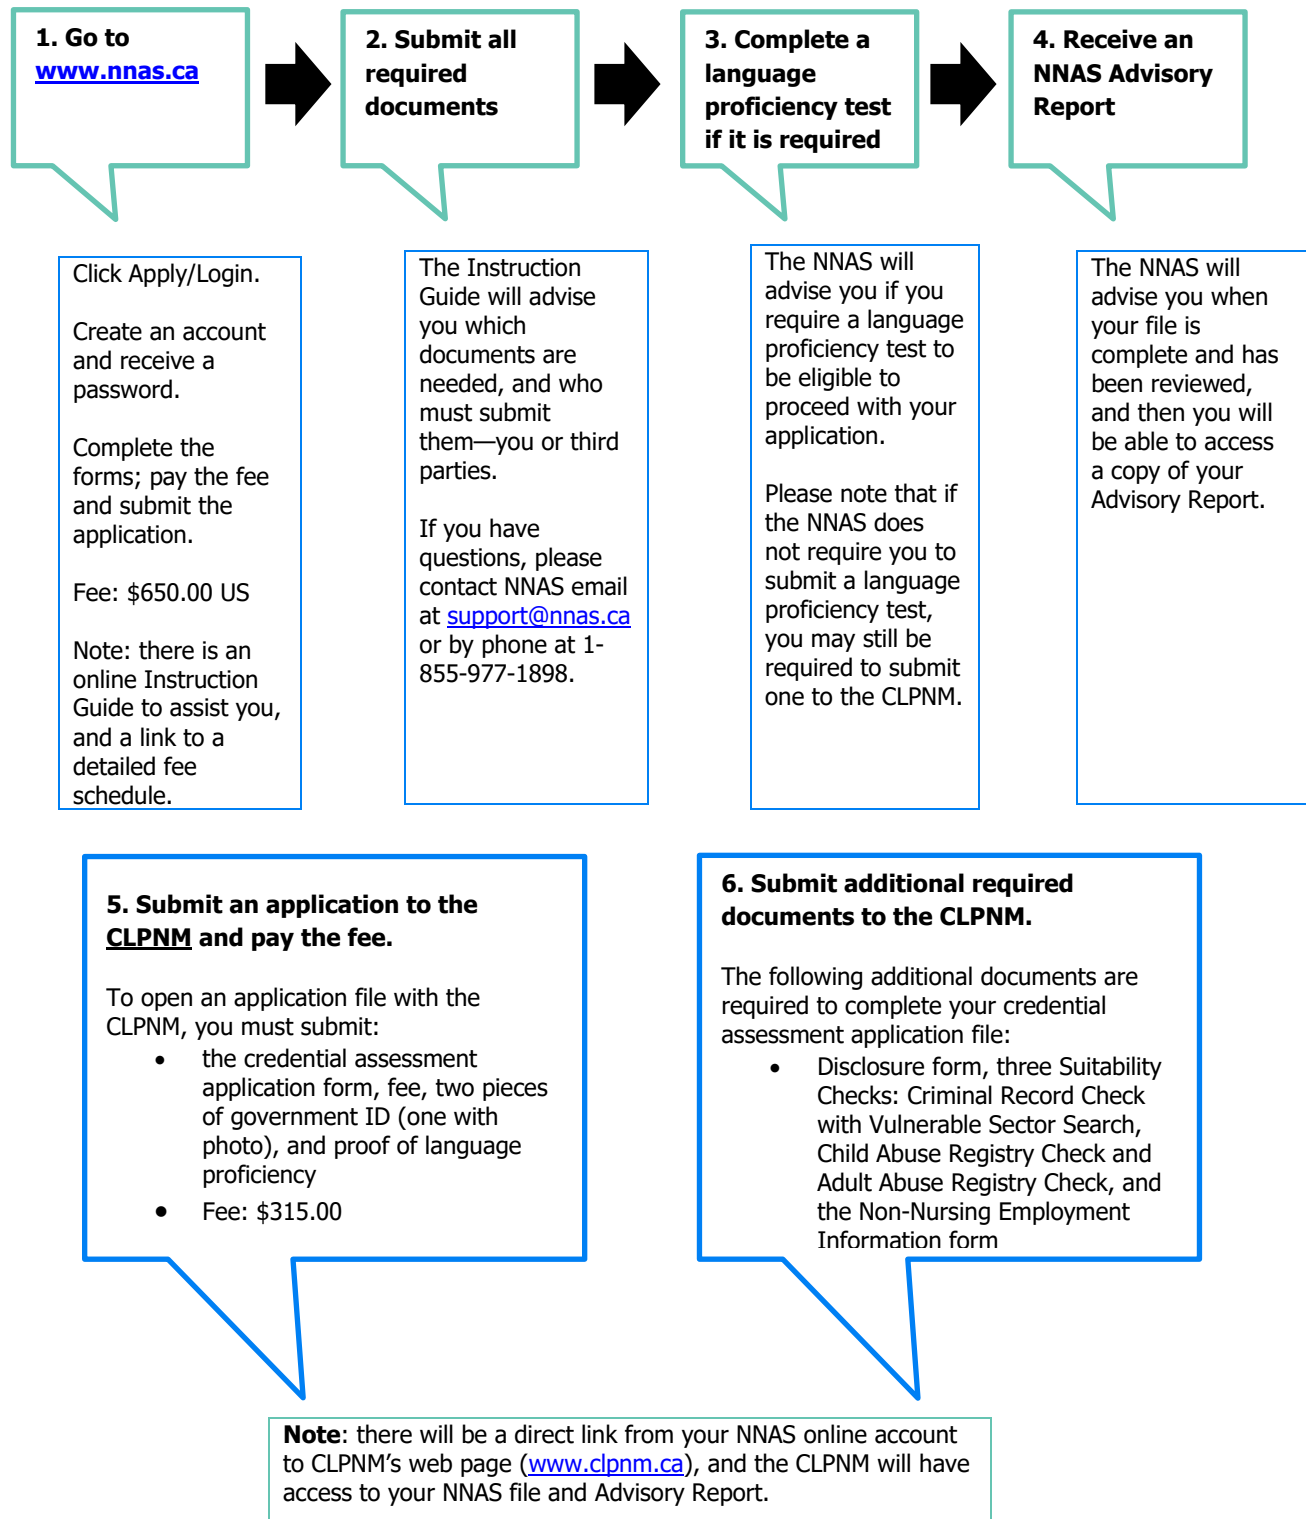 1. Go to
www.nnas.ca
2. Submit all
required
documents
3. Complete a
language
proficiency test
if it is required
4. Receive an
NNAS Advisory
Report
Click Apply/Login.
Create an account
and receive a
password.
Complete the
forms; pay the fee
and submit the
application.
Fee: $650.00 US
Note: there is an
online Instruction
Guide to assist you,
and a link to a
detailed fee
schedule.
The Instruction
Guide will advise
you which
documents are
needed, and who
must submit
them—you or third
parties.
If you have
questions, please
contact NNAS email
at support@nnas.ca
or by phone at 1-
855-977-1898.
The NNAS will
advise you if you
require a language
proficiency test to
be eligible to
proceed with your
application.
Please note that if
the NNAS does
not require you to
submit a language
proficiency test,
you may still be
required to submit
one to the CLPNM.
The NNAS will
advise you when
your file is
complete and has
been reviewed,
and then you will
be able to access
a copy of your
Advisory Report.
5. Submit an application to the
CLPNM and pay the fee.
To open an application file with the
CLPNM, you must submit:
• the credential assessment
application form, fee, two pieces
of government ID (one with
photo), and proof of language
proficiency
• Fee: $315.00
6. Submit additional required
documents to the CLPNM.
The following additional documents are
required to complete your credential
assessment application file:
• Disclosure form, three Suitability
Checks: Criminal Record Check
with Vulnerable Sector Search,
Child Abuse Registry Check and
Adult Abuse Registry Check, and
the Non-Nursing Employment
Information form
Note: there will be a direct link from your NNAS online account
to CLPNM's web page (www.clpnm.ca), and the CLPNM will have
access to your NNAS file and Advisory Report.